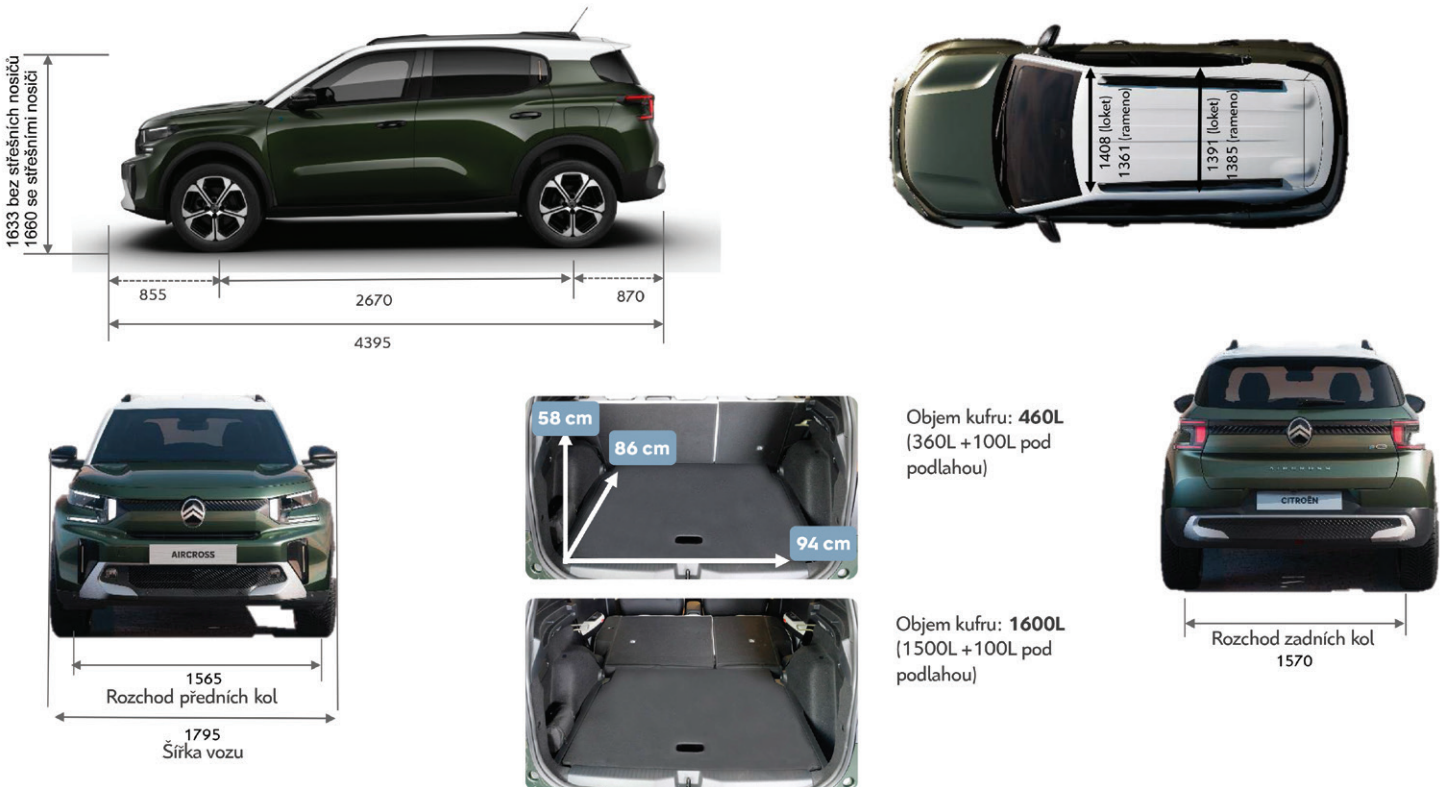 1633 bez střešních nosičů
1660 se střešními nosiči
855
2670
870
4395
1408 (loket)
1361 (rameno)
1391 (loket)
1385 (rameno)
AIRCROSS
1565
Rozchod předních kol
1795
Šířka vozu
58 cm
86 cm
94 cm
Objem kufru: 460L
(360L +100L pod
podlahou)
Objem kufru: 1600L
(1500L +100L pod
podlahou)
AIRCROSS
CITROËN
Rozchod zadních kol
1570